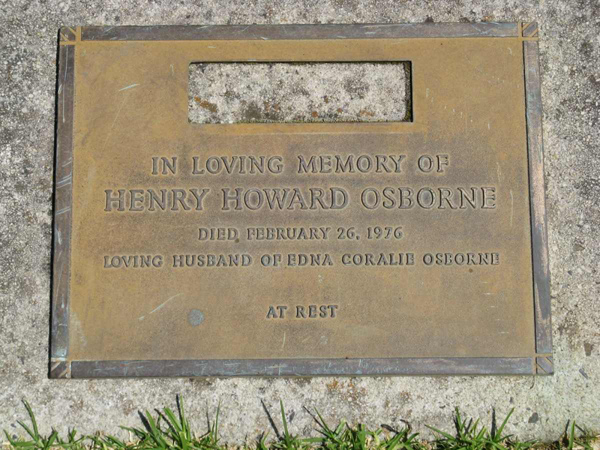 IN LOVING MEMORY OF
HENRY HOWARD OSBORNE
DIED FEBRUARY 26, 1976
LOVING HUSBAND OF EDNA CORALIE OSBORNE
AT REST